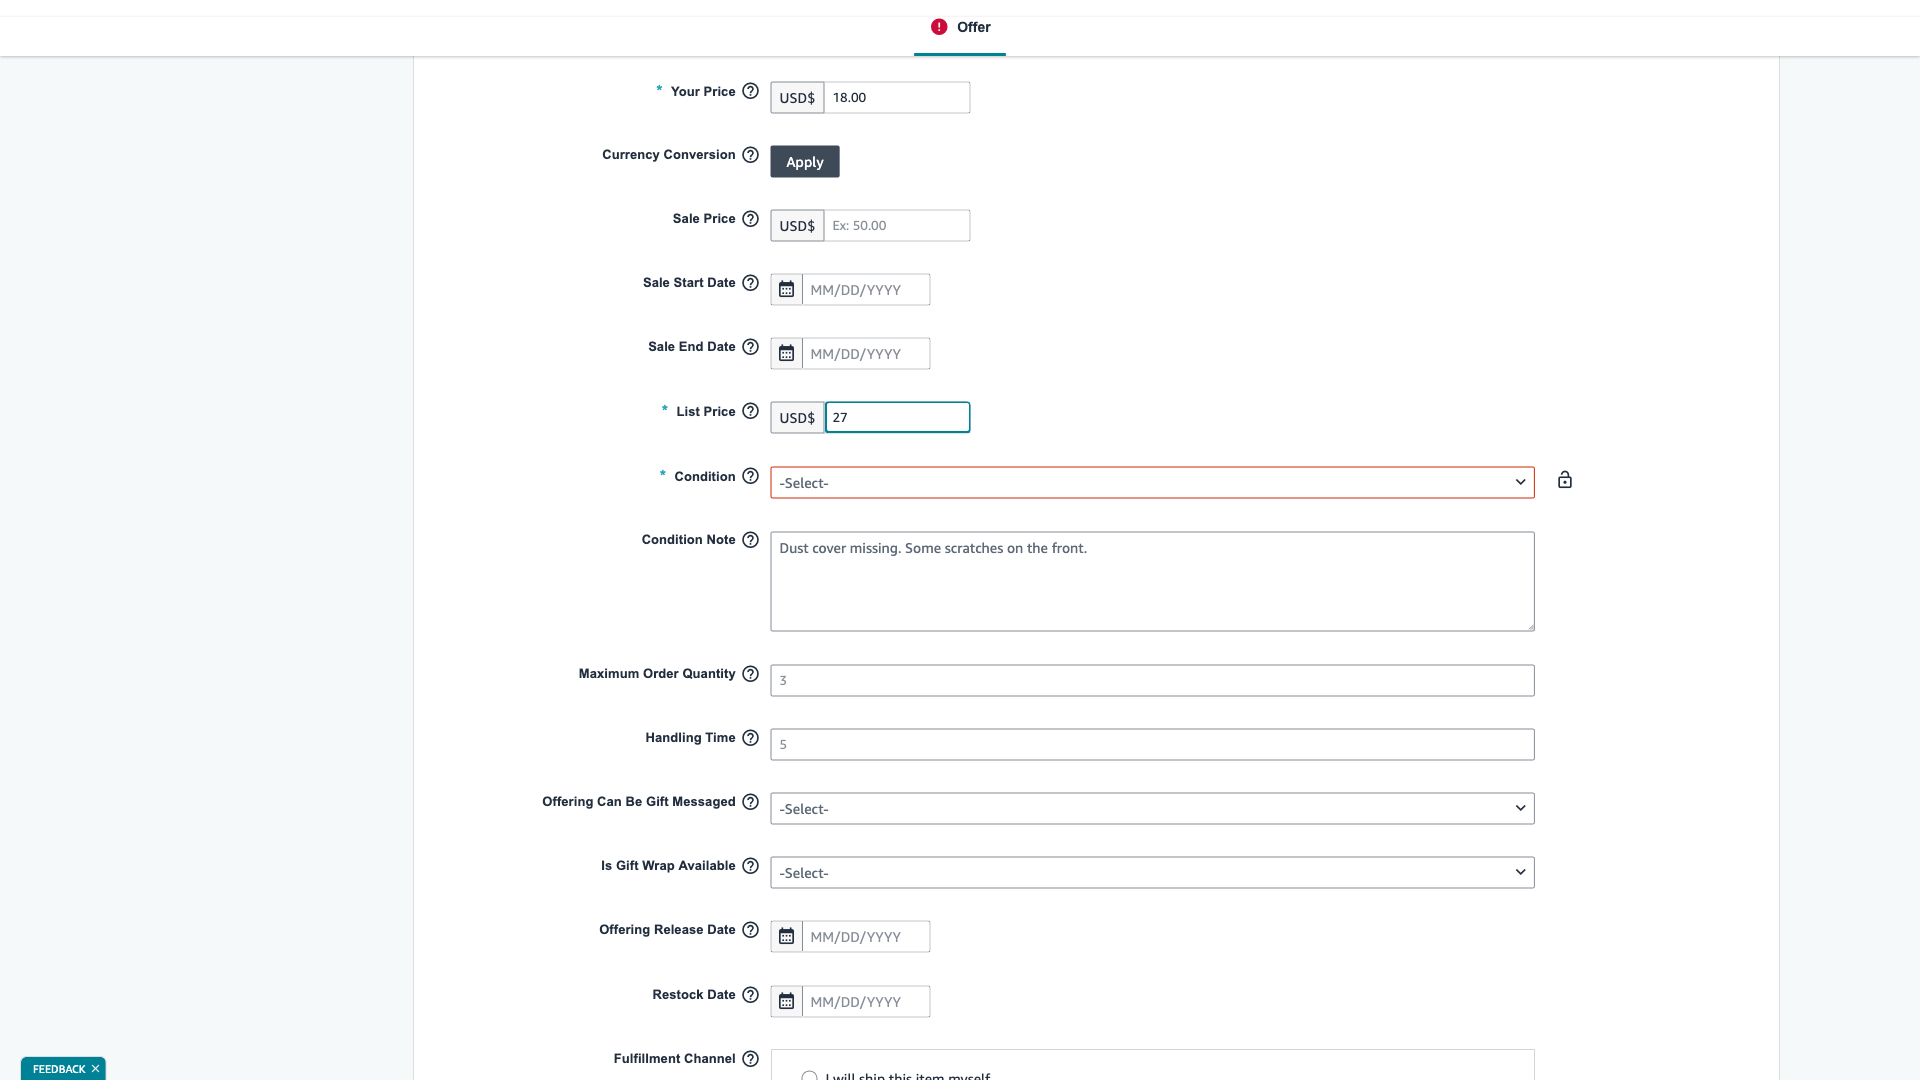 ! Offer
* Your Price ? USD$ 18.00
Currency Conversion ? Apply
Sale Price ? USD$ Ex: 50.00
Sale Start Date ? MM/DD/YYYY
Sale End Date ? MM/DD/YYYY
* List Price ? USD$ 27
* Condition ? -Select-
Condition Note ? Dust cover missing. Some scratches on the front.
Maximum Order Quantity ? 3
Handling Time ? 5
Offering Can Be Gift Messaged ? -Select-
Is Gift Wrap Available ? -Select-
Offering Release Date ? MM/DD/YYYY
Restock Date ? MM/DD/YYYY
Fulfillment Channel ?
I will ship this item myself
FEEDBACK